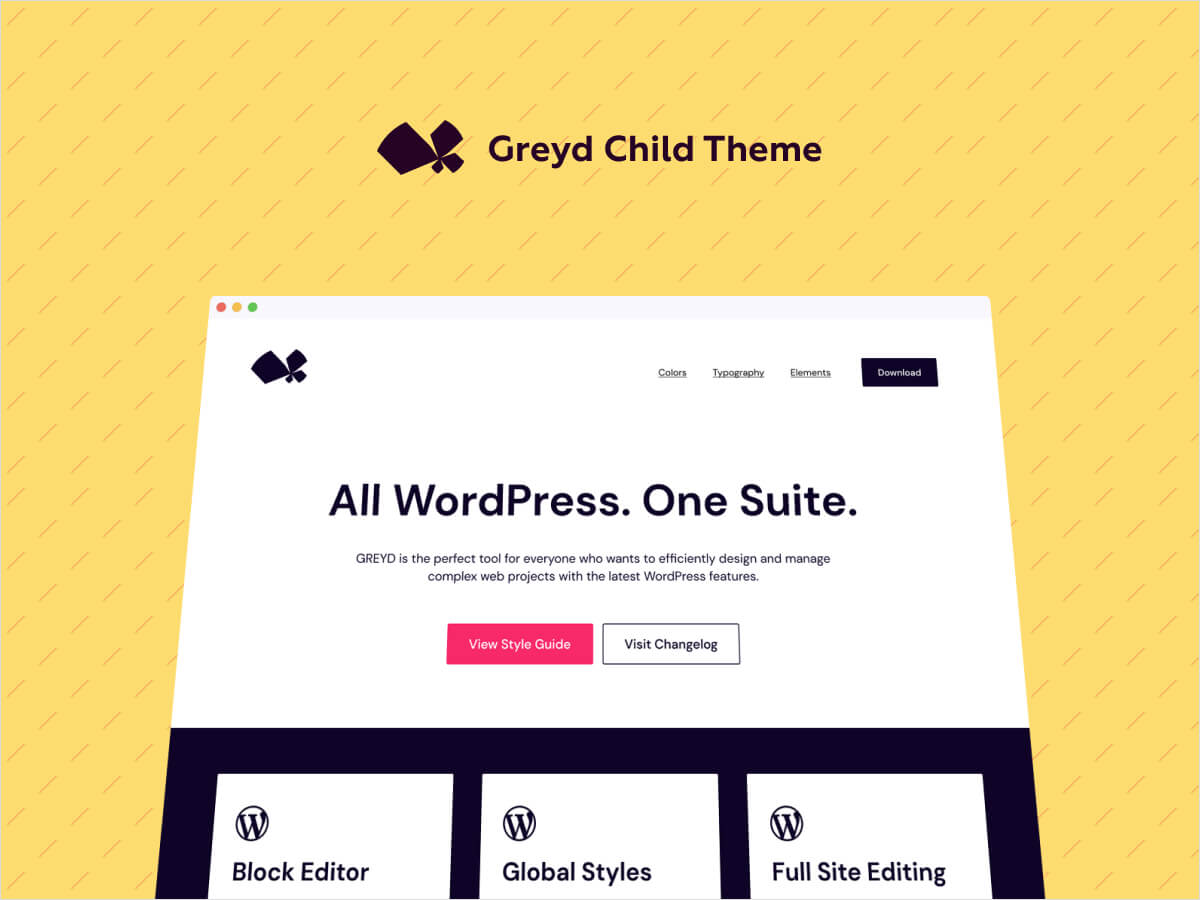 Greyd Child Theme
Colors Typography Elements Download
All WordPress. One Suite.
GREYD is the perfect tool for everyone who wants to efficiently design and manage
complex web projects with the latest WordPress features.
View Style Guide Visit Changelog
Block Editor Global Styles Full Site Editing